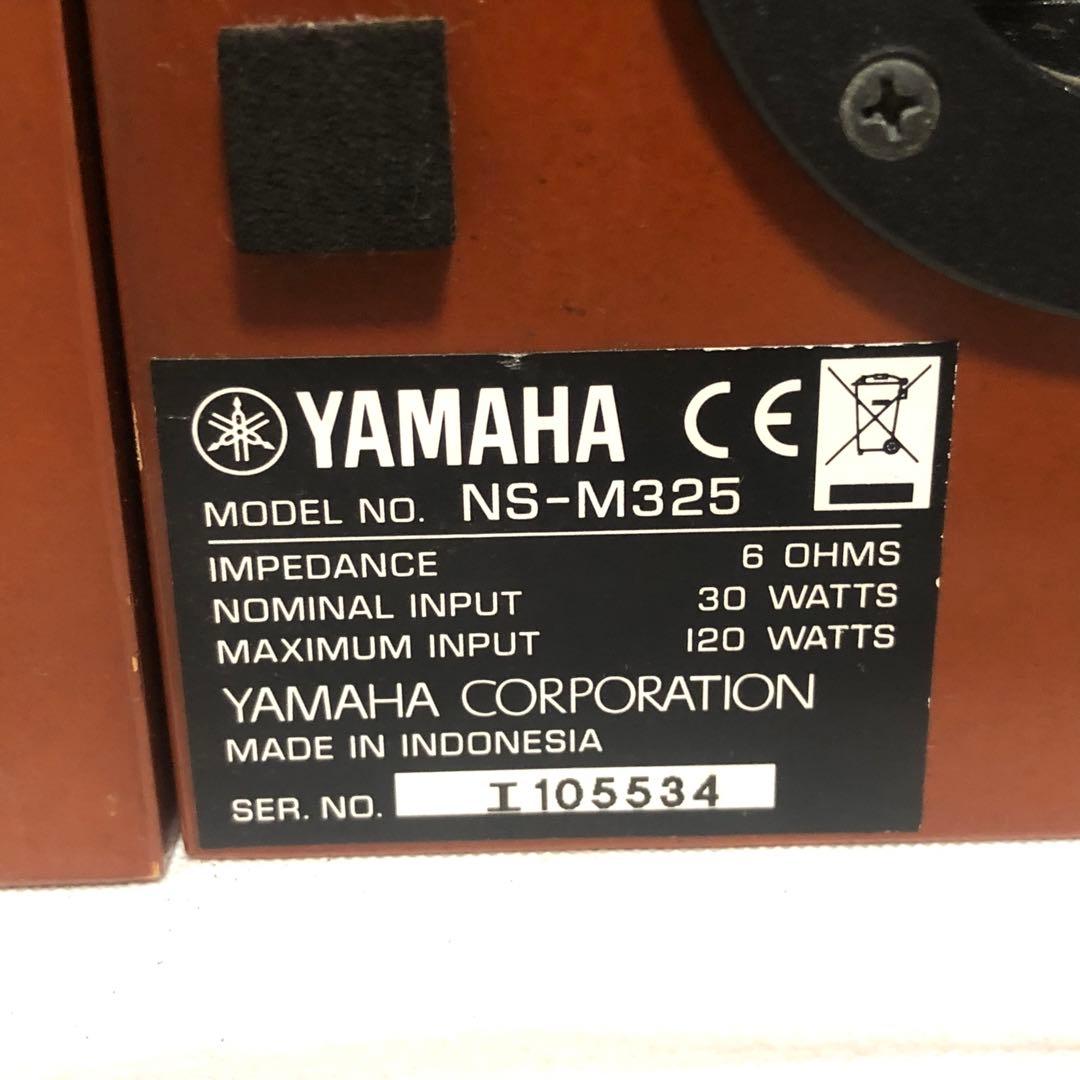 YAMAHA CE
MODEL NO. NS-M325
IMPEDANCE 6 OHMS
NOMINAL INPUT 30 WATTS
MAXIMUM INPUT 120 WATTS
YAMAHA CORPORATION
MADE IN INDONESIA
SER. NO. I105534